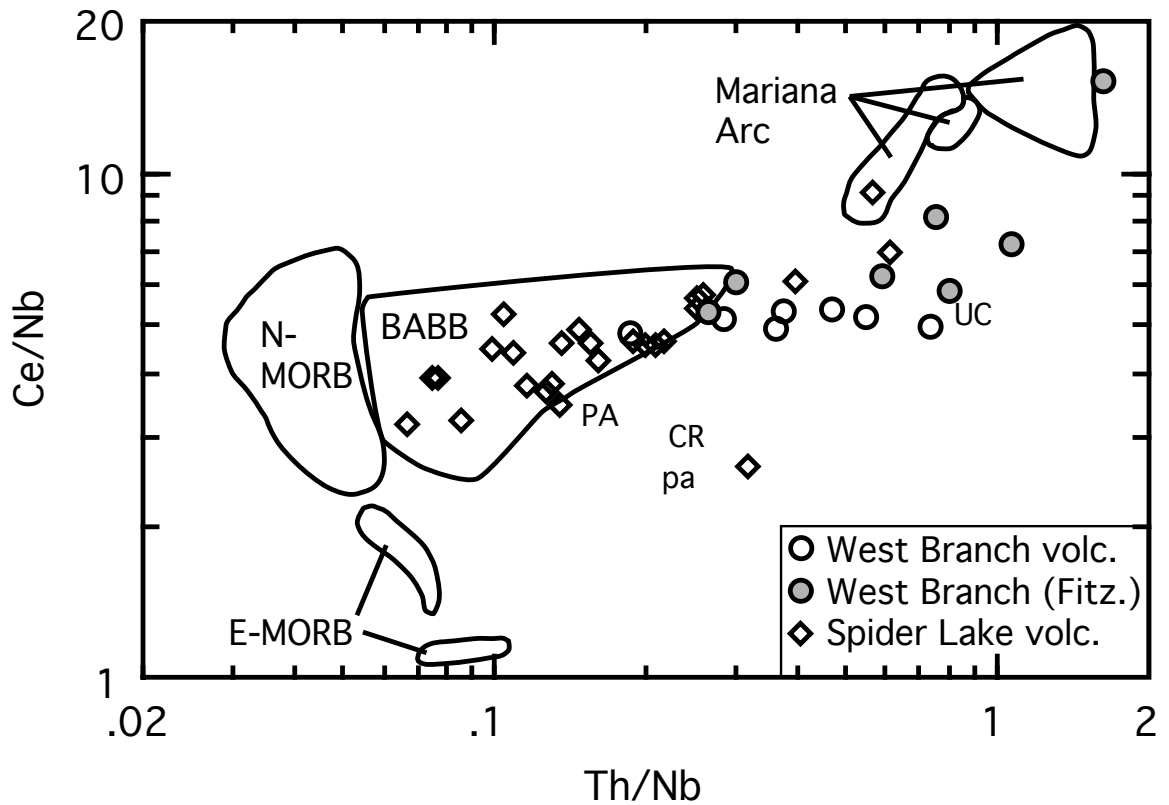 20
Mariana
Arc
10
Ce/Nb
N-
MORB
BABB
UC
PA
CR
pa
West Branch volc.
West Branch (Fitz.)
Spider Lake volc.
E-MORB
1
.02
.1
1
2
Th/Nb